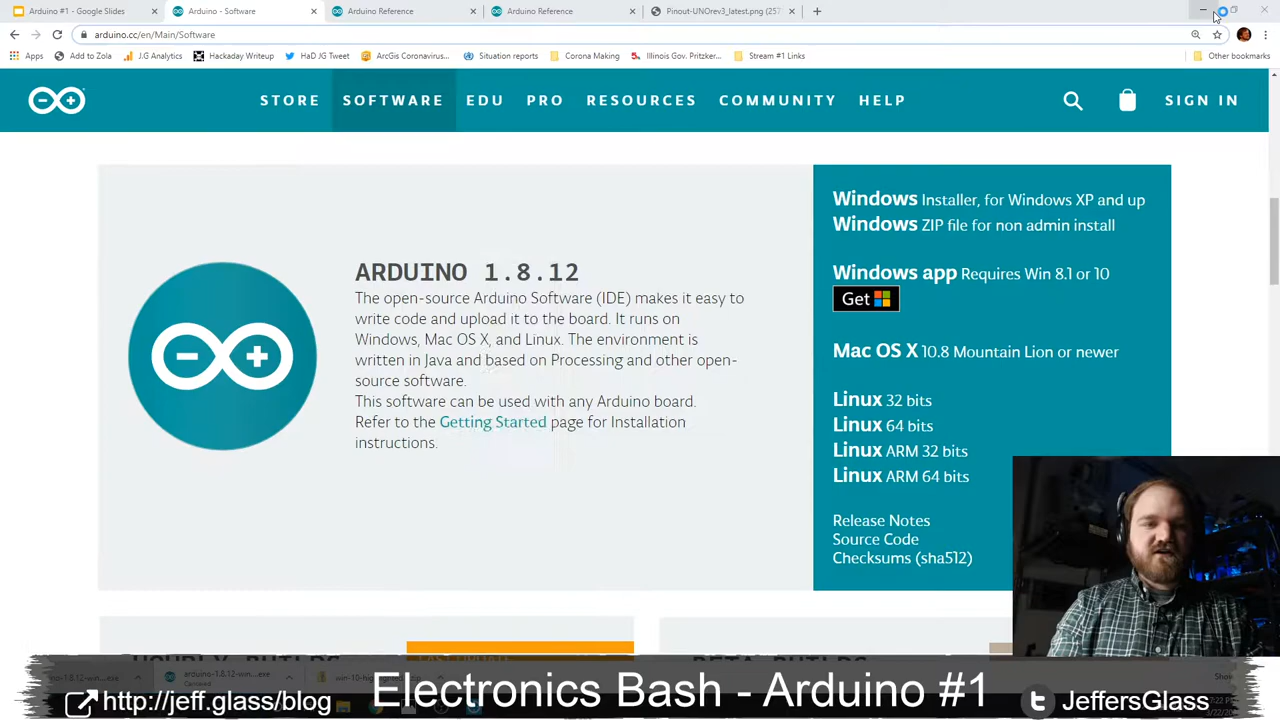 Arduino #1 - Google Slides
Arduino - Software
Arduino Reference
Arduino Reference
Pinout-UNOrev3_latest.png (257
arduino.cc/en/Main/Software
Apps
Add to Zola
J.G Analytics
Hackaday Writeup
HaD JG Tweet
ArcGis Coronavirus...
Situation reports
Corona Making
Illinois Gov. Pritzker...
Stream #1 Links
Other bookmarks
STORE SOFTWARE EDU PRO RESOURCES COMMUNITY HELP SIGN IN
ARDUINO 1.8.12
The open-source Arduino Software (IDE) makes it easy to
write code and upload it to the board. It runs on
Windows, Mac OS X, and Linux. The environment is
written in Java and based on Processing and other open-
source software.
This software can be used with any Arduino board.
Refer to the Getting Started page for Installation
instructions.
Windows Installer, for Windows XP and up
Windows ZIP file for non admin install
Windows app Requires Win 8.1 or 10
Get
Mac OS X 10.8 Mountain Lion or newer
Linux 32 bits
Linux 64 bits
Linux ARM 32 bits
Linux ARM 64 bits
Release Notes
Source Code
Checksums (sha512)
http://jeff.glass/blog
Electronics Bash - Arduino #1
JeffersGlass